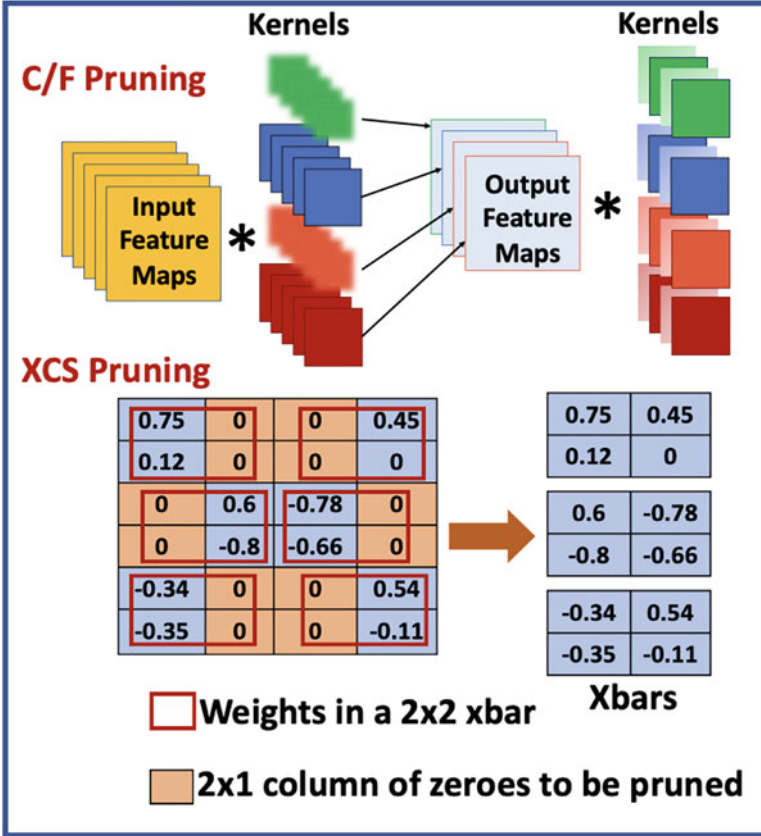 Kernels
Kernels
C/F Pruning
Input
Feature
Maps
*
Output
Feature
Maps
*
XCS Pruning
0.75 0 0 0.45
0.12 0 0 0
0 0.6 -0.78 0
0 -0.8 -0.66 0
-0.34 0 0 0.54
-0.35 0 0 -0.11
0.75 0.45
0.12 0
0.6 -0.78
-0.8 -0.66
-0.34 0.54
-0.35 -0.11
Xbars
Weights in a 2x2 xbar
2x1 column of zeroes to be pruned